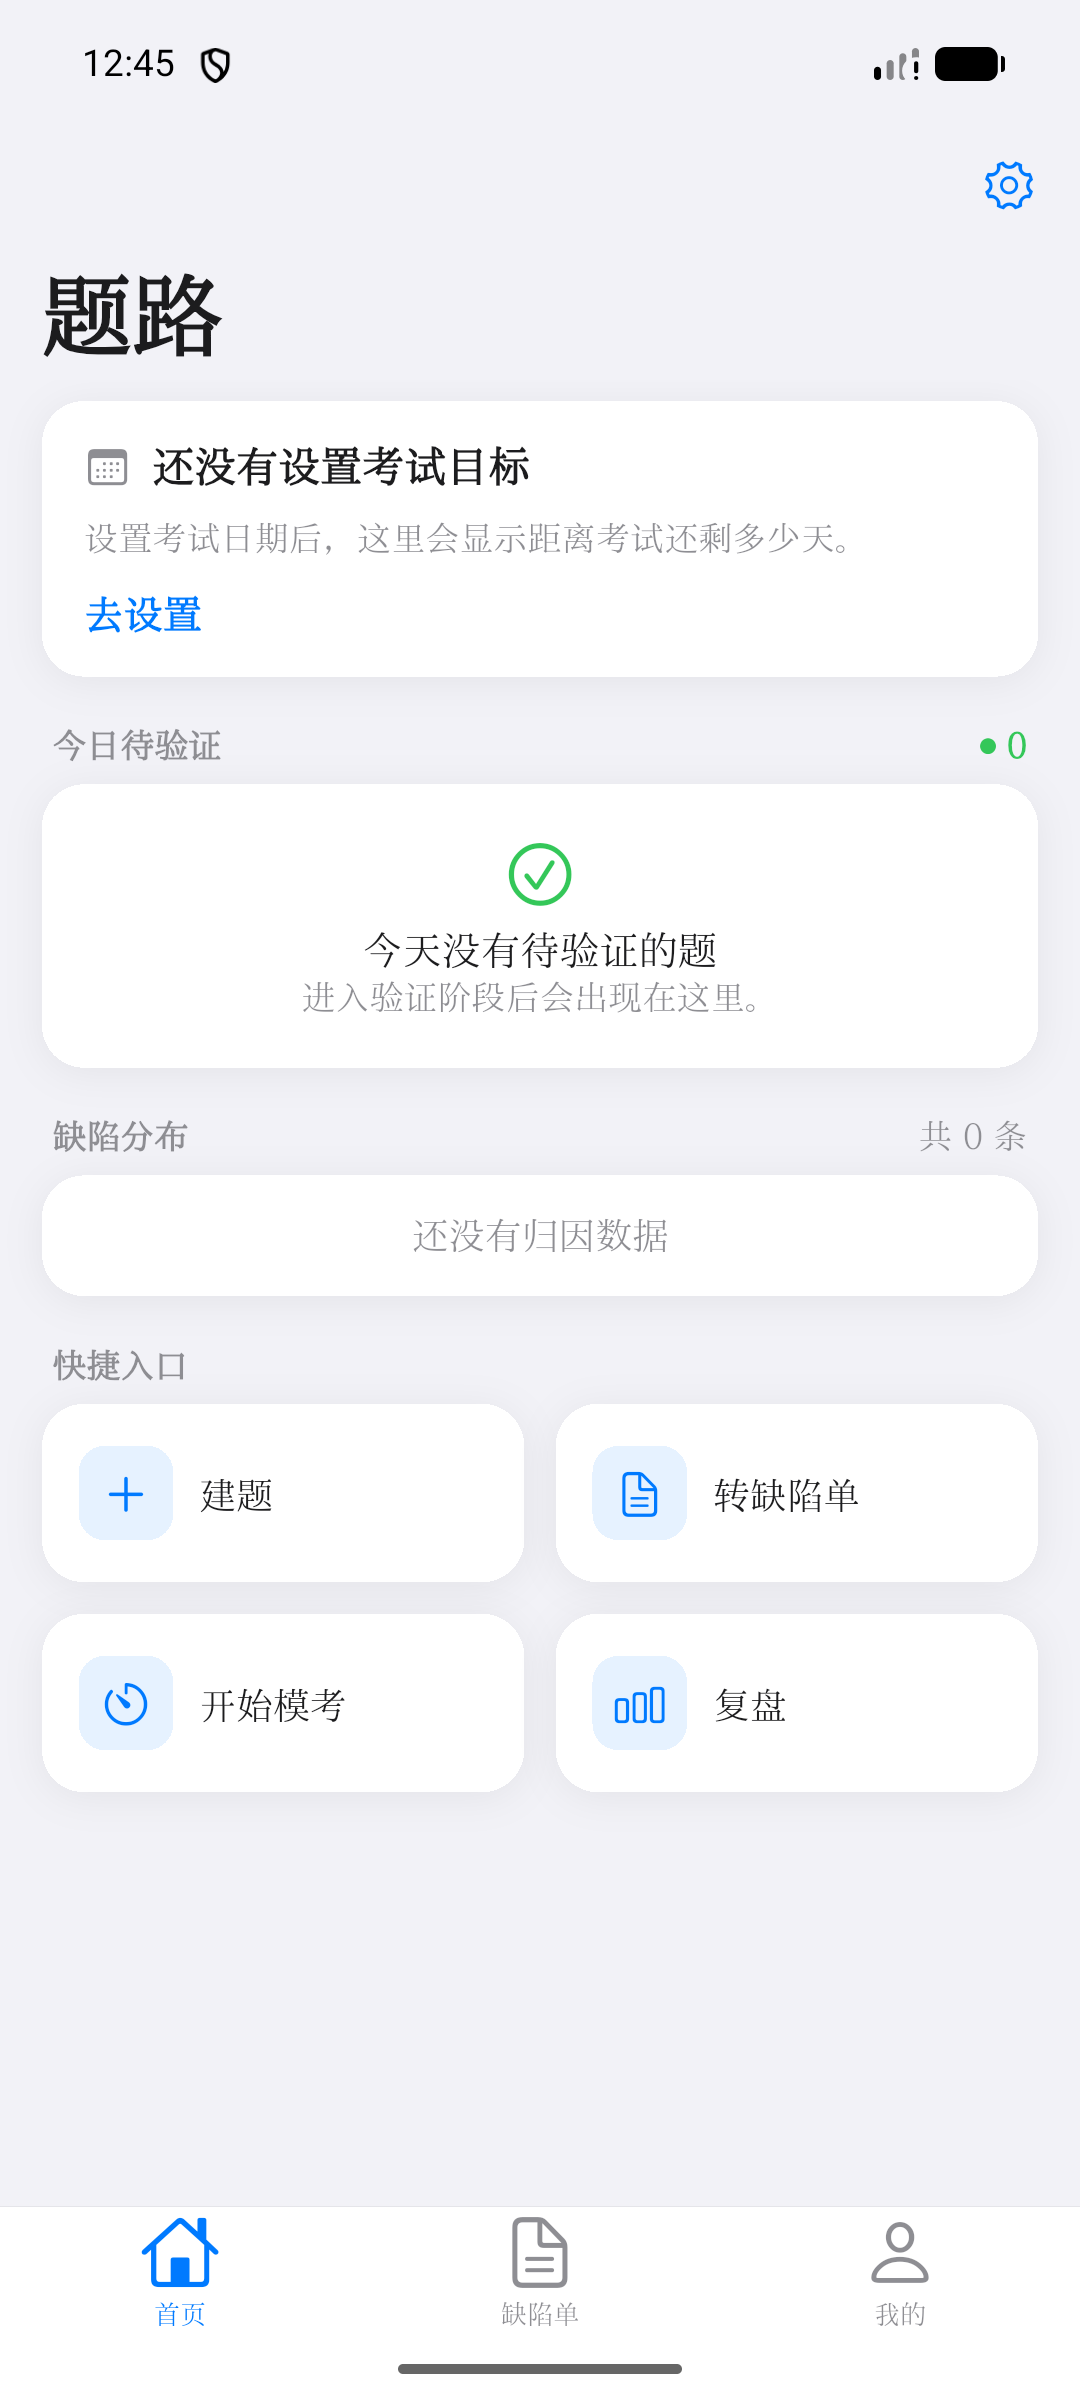 12:45
题路
还没有设置考试目标
设置考试日期后，这里会显示距离考试还剩多少天。
去设置
今日待验证
0
今天没有待验证的题
进入验证阶段后会出现在这里。
缺陷分布
共 0 条
还没有归因数据
快捷入口
建题
转缺陷单
开始模考
复盘
首页
缺陷单
我的